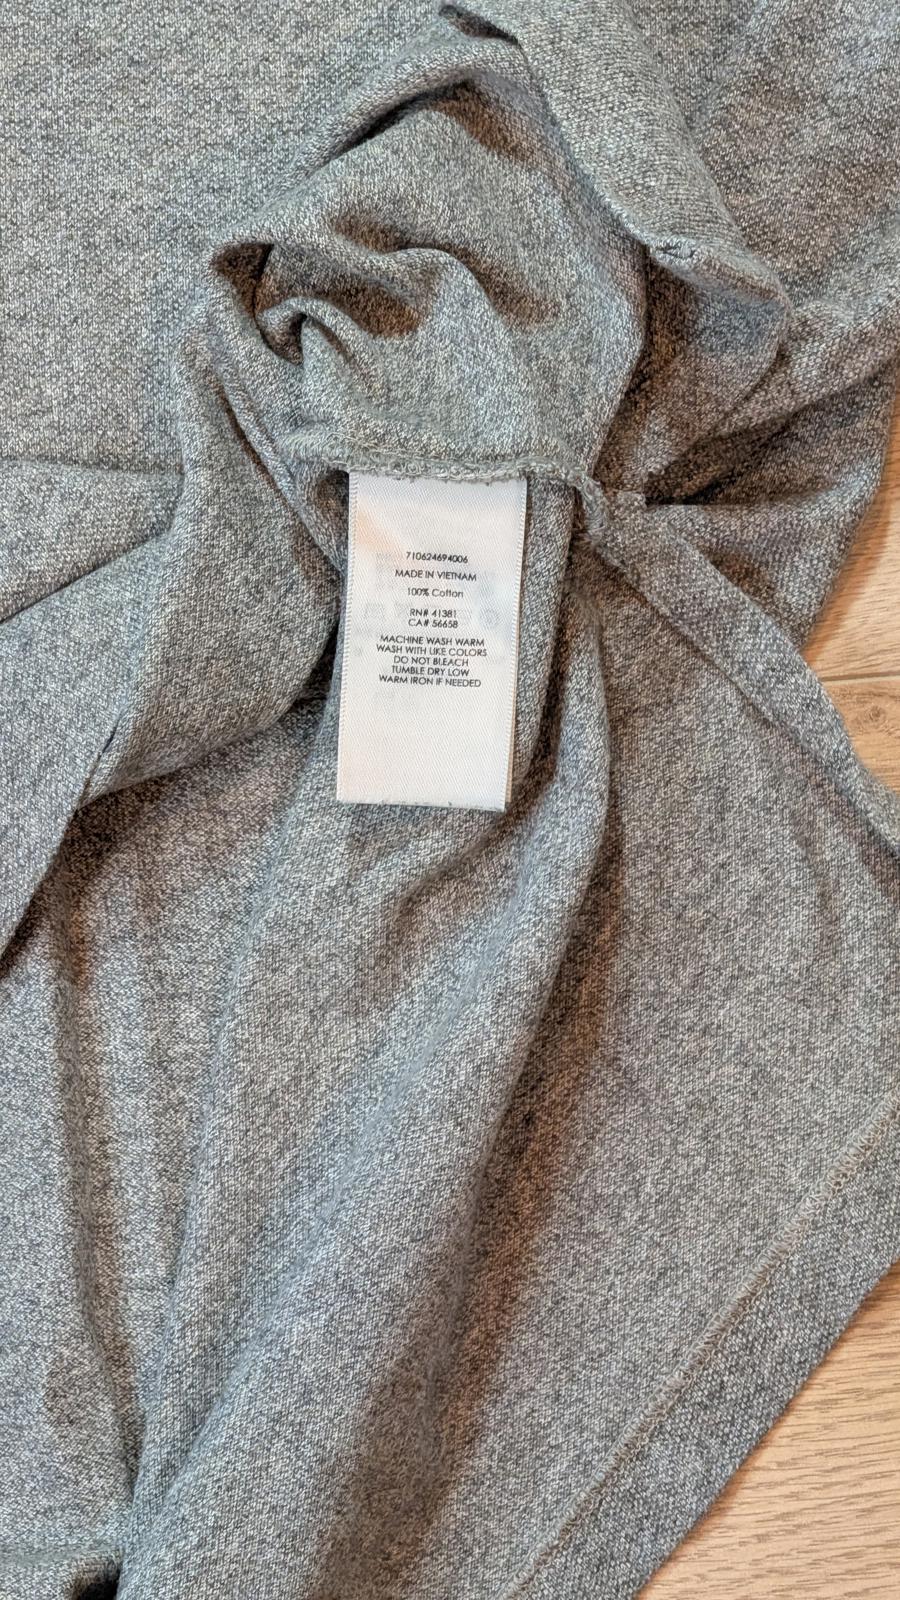 710624694006
MADE IN VIETNAM
100% Cotton
RN# 41381
CA# 56658
MACHINE WASH WARM
WASH WITH LIKE COLORS
DO NOT BLEACH
TUMBLE DRY LOW
WARM IRON IF NEEDED